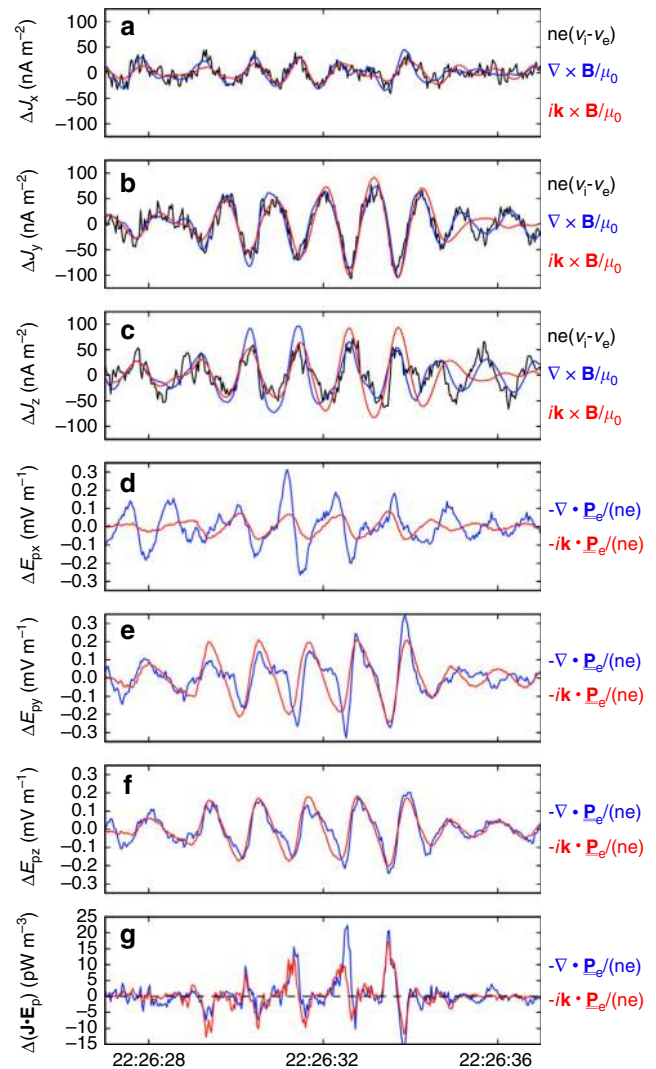 a
100
50
0
−50
−100
ΔJx (nA m−2)
ne(vi-ve)
∇ × B/μ0
ik × B/μ0
b
100
50
0
−50
−100
ΔJy (nA m−2)
ne(vi-ve)
∇ × B/μ0
ik × B/μ0
c
100
50
0
−50
−100
ΔJz (nA m−2)
ne(vi-ve)
∇ × B/μ0
ik × B/μ0
d
0.3
0.2
0.1
0.0
−0.1
−0.2
−0.3
ΔEpx (mV m−1)
-∇ • Pe/(ne)
-ik • Pe/(ne)
e
0.3
0.2
0.1
0.0
−0.1
−0.2
−0.3
ΔEpy (mV m−1)
-∇ • Pe/(ne)
-ik • Pe/(ne)
f
0.3
0.2
0.1
0.0
−0.1
−0.2
−0.3
ΔEpz (mV m−1)
-∇ • Pe/(ne)
-ik • Pe/(ne)
g
25
20
15
10
5
0
−5
−10
−15
Δ(J•Ep) (pW m−3)
-∇ • Pe/(ne)
-ik • Pe/(ne)
22:26:28 22:26:32 22:26:36